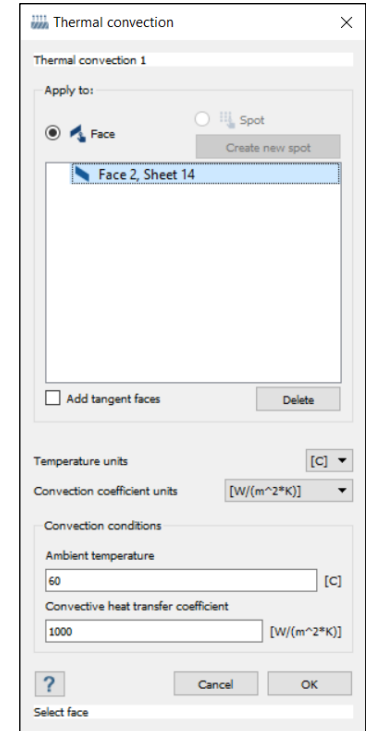 Thermal convection
Thermal convection 1
Apply to:
Face
Spot
Create new spot
Face 2, Sheet 14
Add tangent faces
Delete
Temperature units [C]
Convection coefficient units [W/(m^2*K)]
Convection conditions
Ambient temperature
60 [C]
Convective heat transfer coefficient
1000 [W/(m^2*K)]
? Cancel OK
Select face